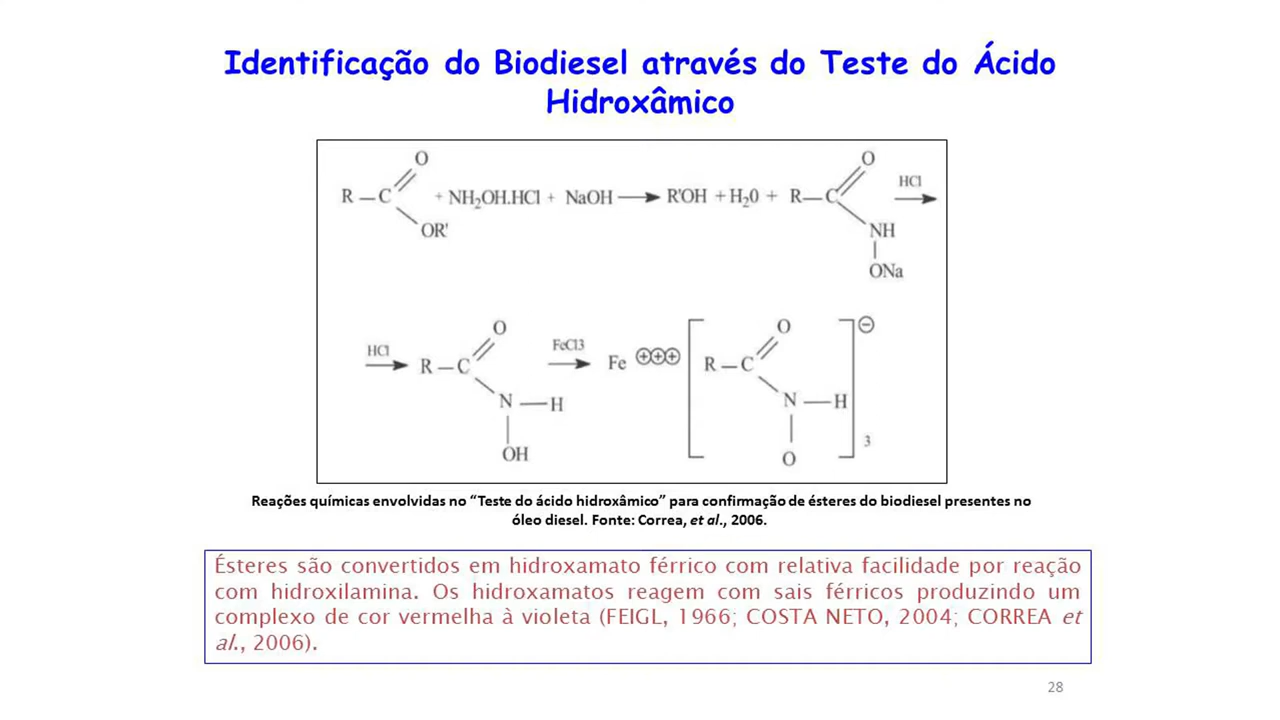 Identificação do Biodiesel através do Teste do Ácido
Hidroxâmico
O O
R – C + NH₂OH.HCl + NaOH → R'OH + H₂0 + R – C HCl →
OR' NH
ONa
O O ⊖
HCl → R – C FeCl3 → Fe ⊕⊕⊕ [ R – C ]
N — H N — H
3
OH O
Reações químicas envolvidas no “Teste do ácido hidroxâmico” para confirmação de ésteres do biodiesel presentes no
óleo diesel. Fonte: Correa, et al., 2006.
Ésteres são convertidos em hidroxamato férrico com relativa facilidade por reação
com hidroxilamina. Os hidroxamatos reagem com sais férricos produzindo um
complexo de cor vermelha à violeta (FEIGL, 1966; COSTA NETO, 2004; CORREA et
al., 2006).
28